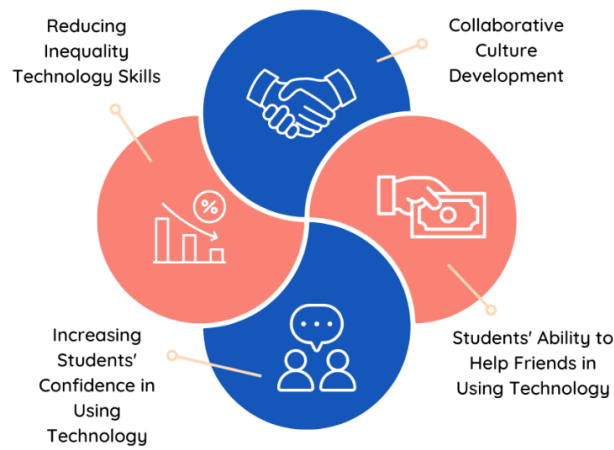 Reducing
Inequality
Technology Skills
Collaborative
Culture
Development
%
Increasing
Students'
Confidence in
Using
Technology
Students' Ability to
Help Friends in
Using Technology